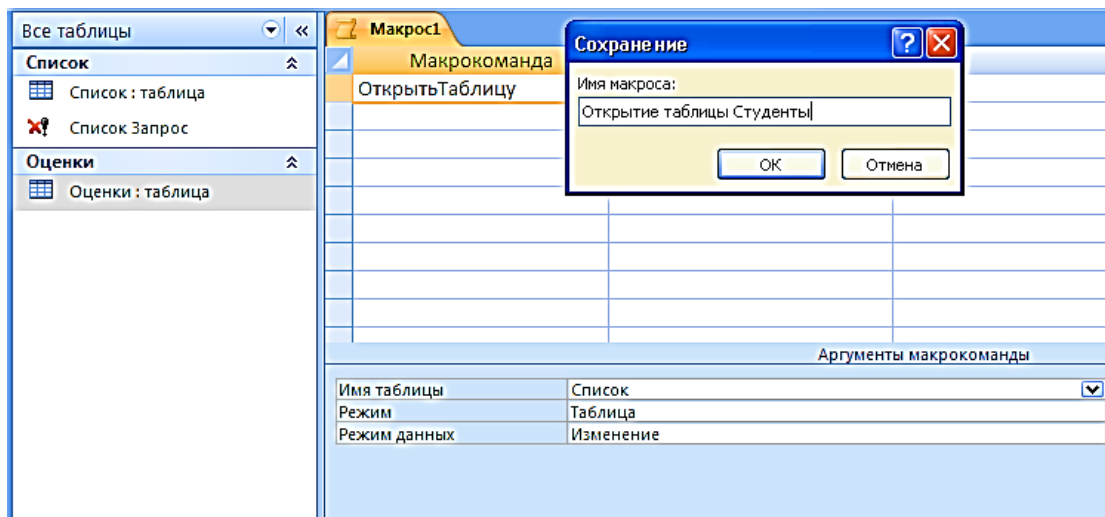 Все таблицы
Список
Список : таблица
Список Запрос
Оценки
Оценки : таблица
Макрос1
Макрокоманда
ОткрытьТаблицу
Сохранение
Имя макроса:
Открытие таблицы Студенты
ОК
Отмена
Аргументы макрокоманды
Имя таблицы Список
Режим Таблица
Режим данных Изменение